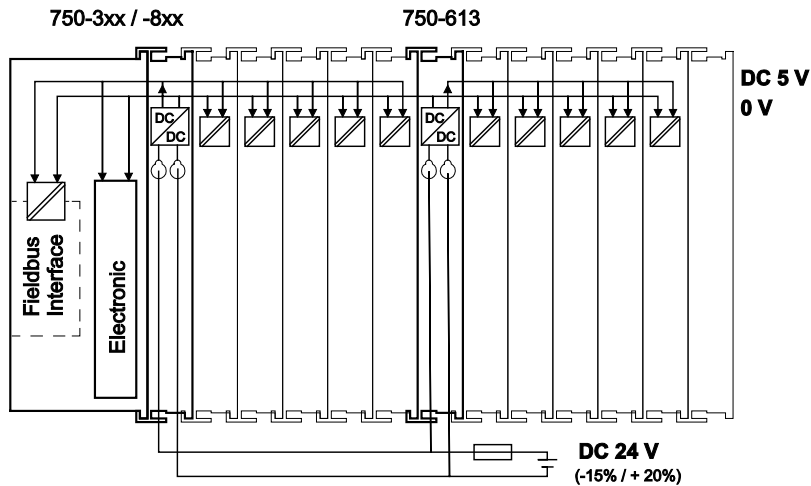 750-3xx / -8xx
750-613
DC 5 V
0 V
DC
DC
DC
DC
Fieldbus
Interface
Electronic
DC 24 V
(-15% / + 20%)